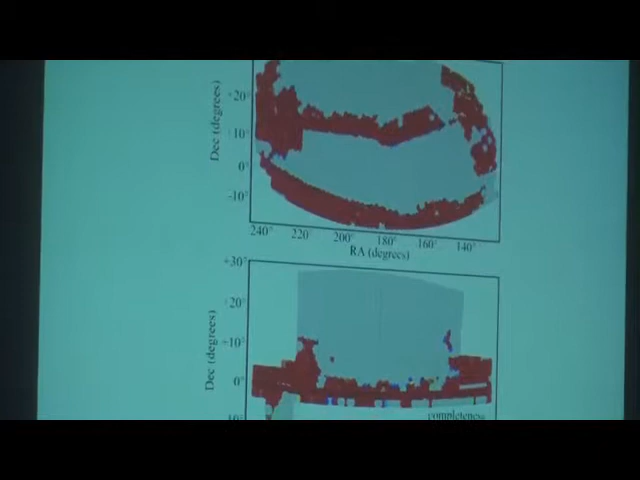 +20°
+10°
0°
-10°
Dec (degrees)
240° 220° 200° 180° 160° 140°
RA (degrees)
+30°
+20°
+10°
0°
Dec (degrees)
completeness